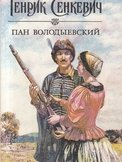 ГЕНРИК СЕНКЕВИЧ
ПАН ВОЛОДЫЕВСКИЙ